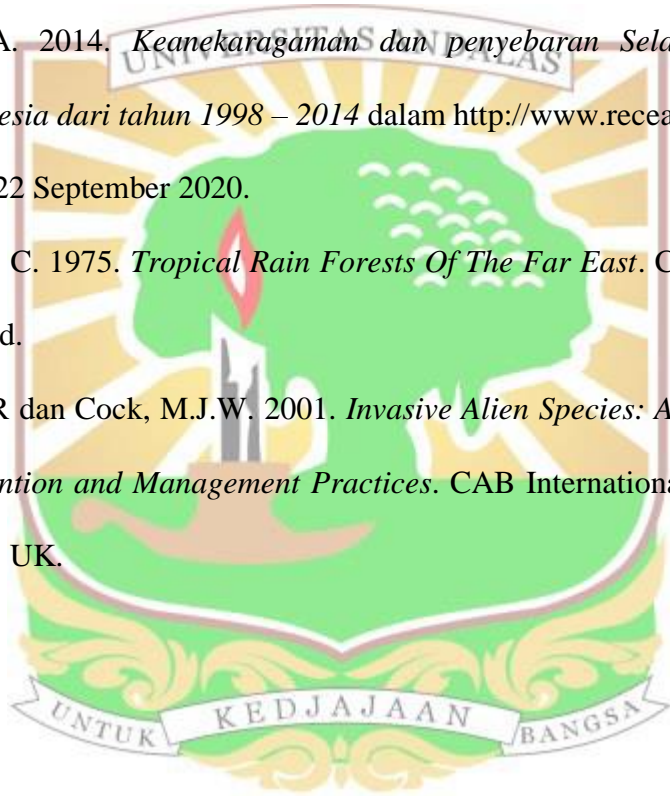 A. 2014. Keanekaragaman dan penyebaran Sela
UNIVERSITAS ANDALAS
esia dari tahun 1998 – 2014 dalam http://www.recea
22 September 2020.
C. 1975. Tropical Rain Forests Of The Far East. C
d.
R dan Cock, M.J.W. 2001. Invasive Alien Species: A
ntion and Management Practices. CAB Internationa
UK.
UNTUK KEDJAJAAN BANGSA